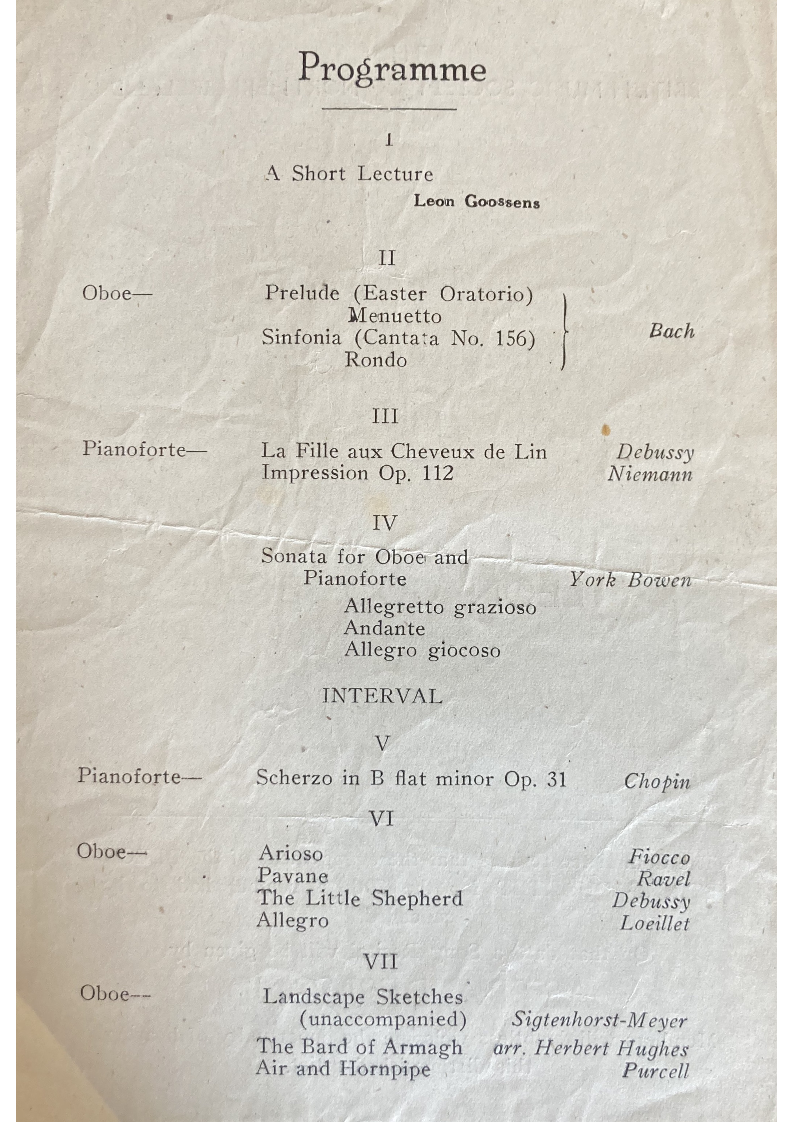 Programme
I
A Short Lecture
Leon Goossens
II
Oboe— Prelude (Easter Oratorio)
Menuetto
Sinfonia (Cantata No. 156) Bach
Rondo
III
Pianoforte— La Fille aux Cheveux de Lin Debussy
Impression Op. 112 Niemann
IV
Sonata for Oboe and
Pianoforte York Bowen
Allegretto grazioso
Andante
Allegro giocoso
INTERVAL
V
Pianoforte— Scherzo in B flat minor Op. 31 Chopin
VI
Oboe— Arioso Fiocco
Pavane Ravel
The Little Shepherd Debussy
Allegro Loeillet
VII
Oboe-- Landscape Sketches
(unaccompanied) Sigtenhorst-Meyer
The Bard of Armagh arr. Herbert Hughes
Air and Hornpipe Purcell